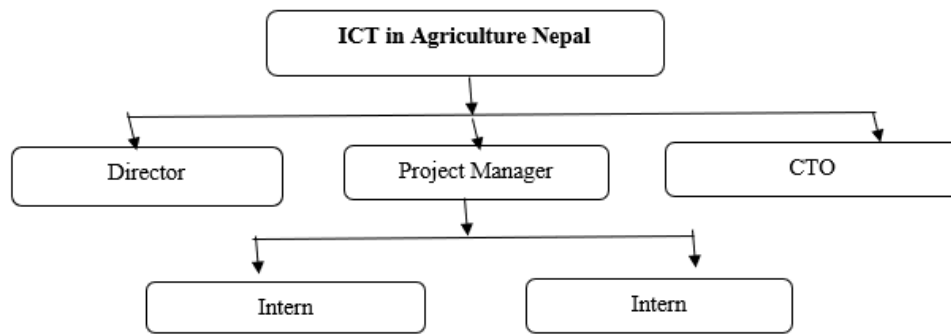 ICT in Agriculture Nepal
Director
Project Manager
CTO
Intern
Intern